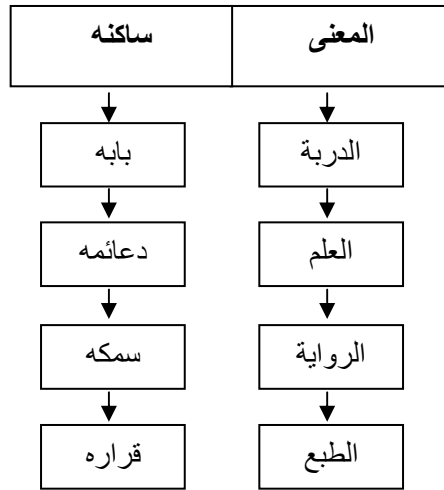 المعنى ساكنه
الدربة بابه
العلم دعائمه
الرواية سمكه
الطبع قراره